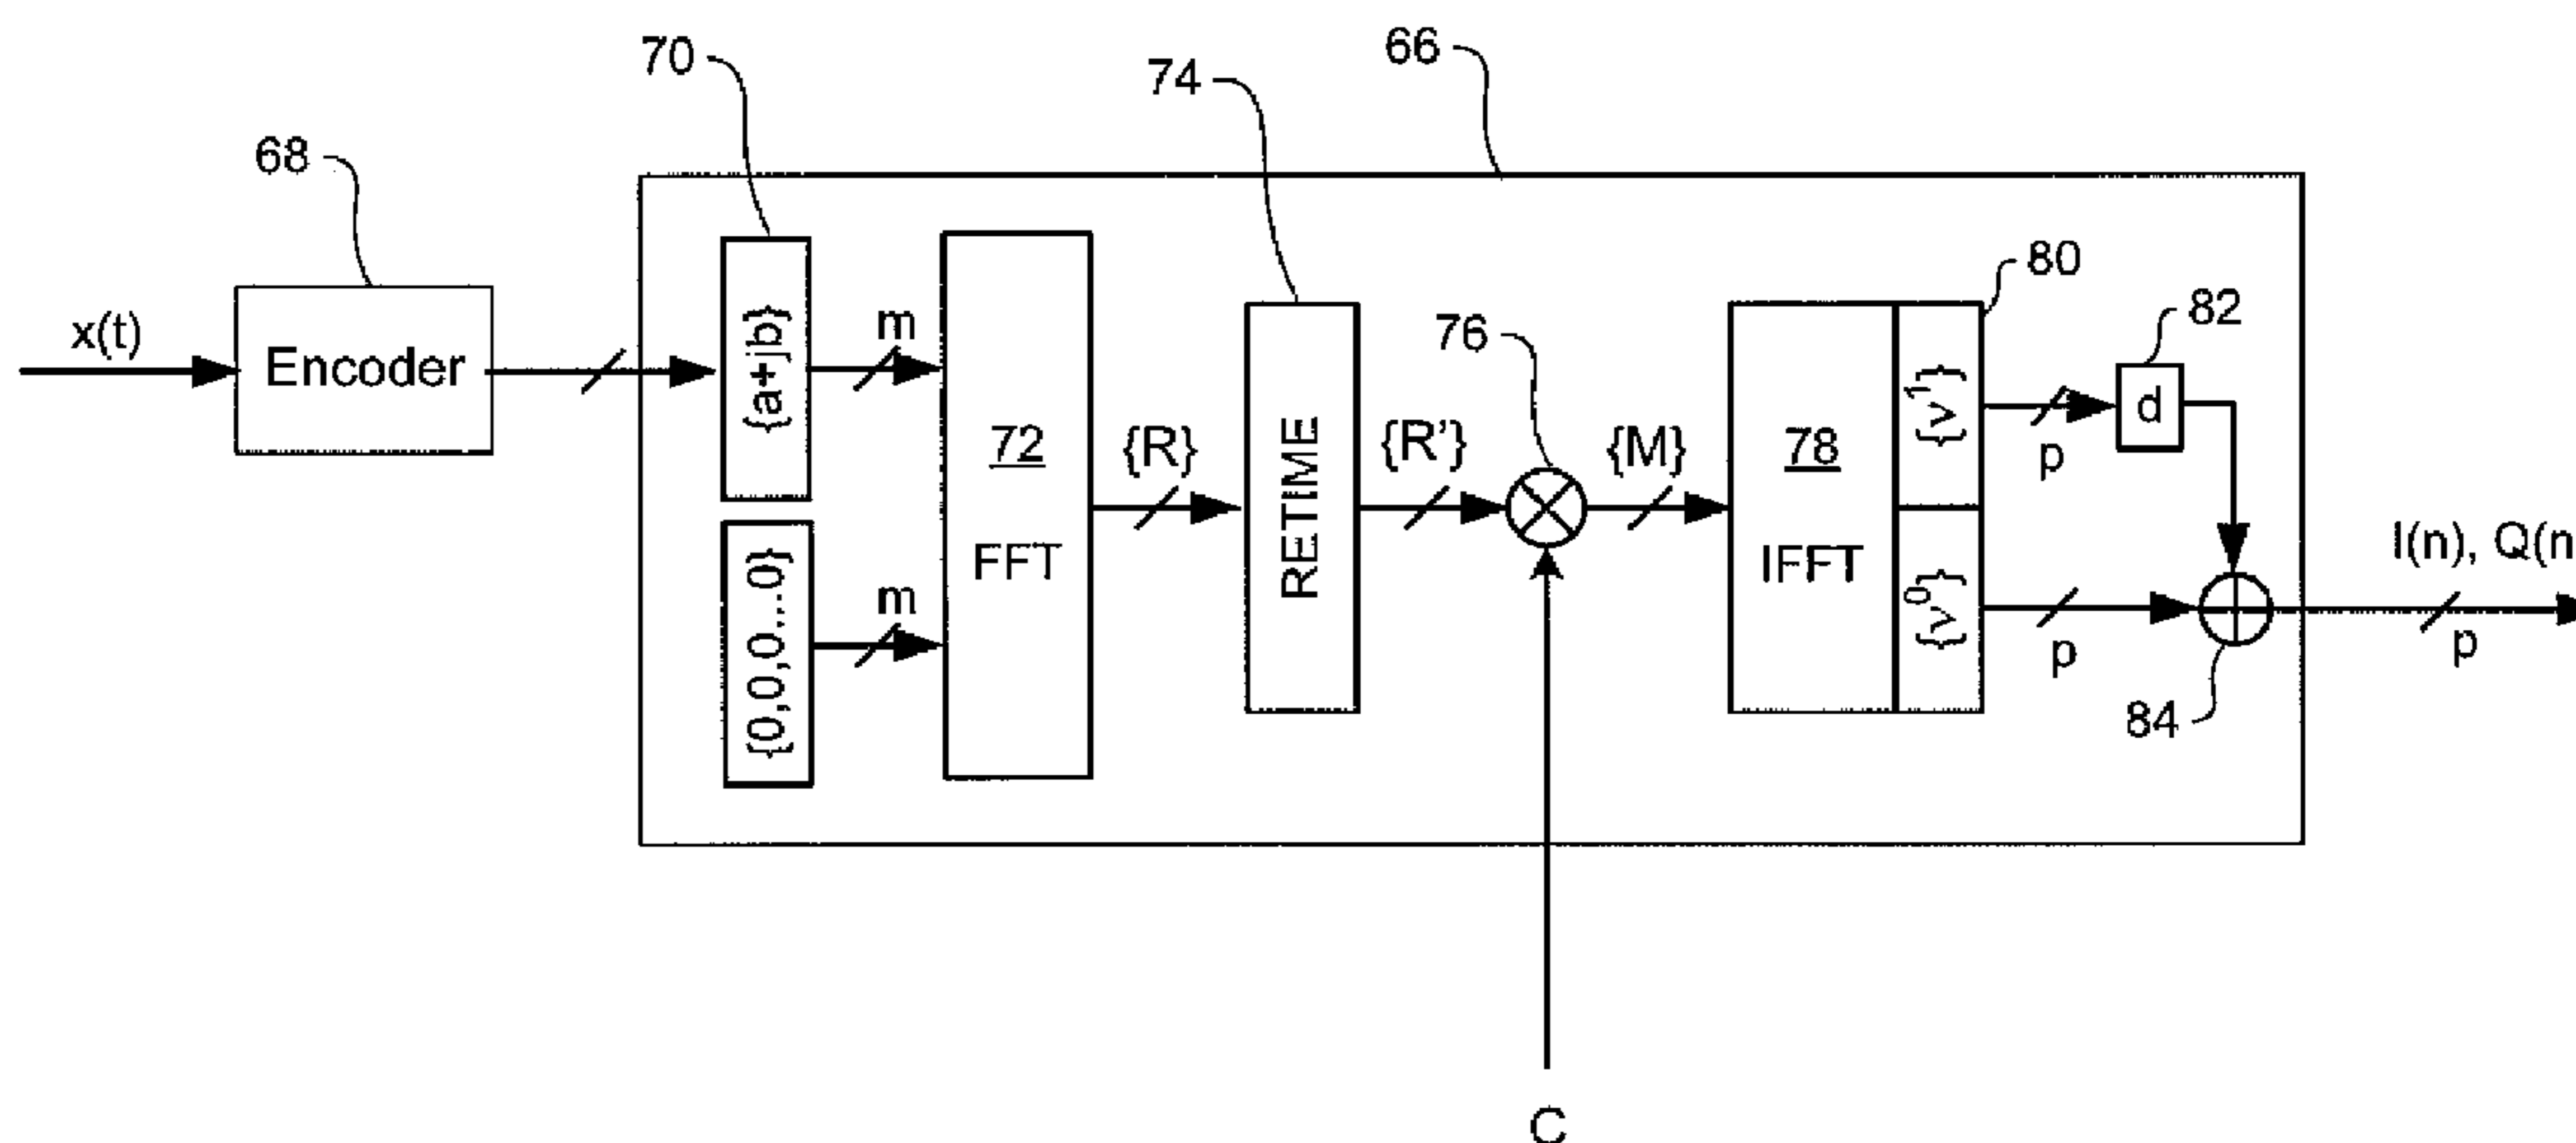 66
70
74
68
80
82
x(t)
Encoder
{a+jb}
m
{0,0,0...0}
m
72
FFT
{R}
RETIME
{R'}
76
{M}
78
IFFT
{v¹}
{v⁰}
p
d
p
84
I(n), Q(n
p
C